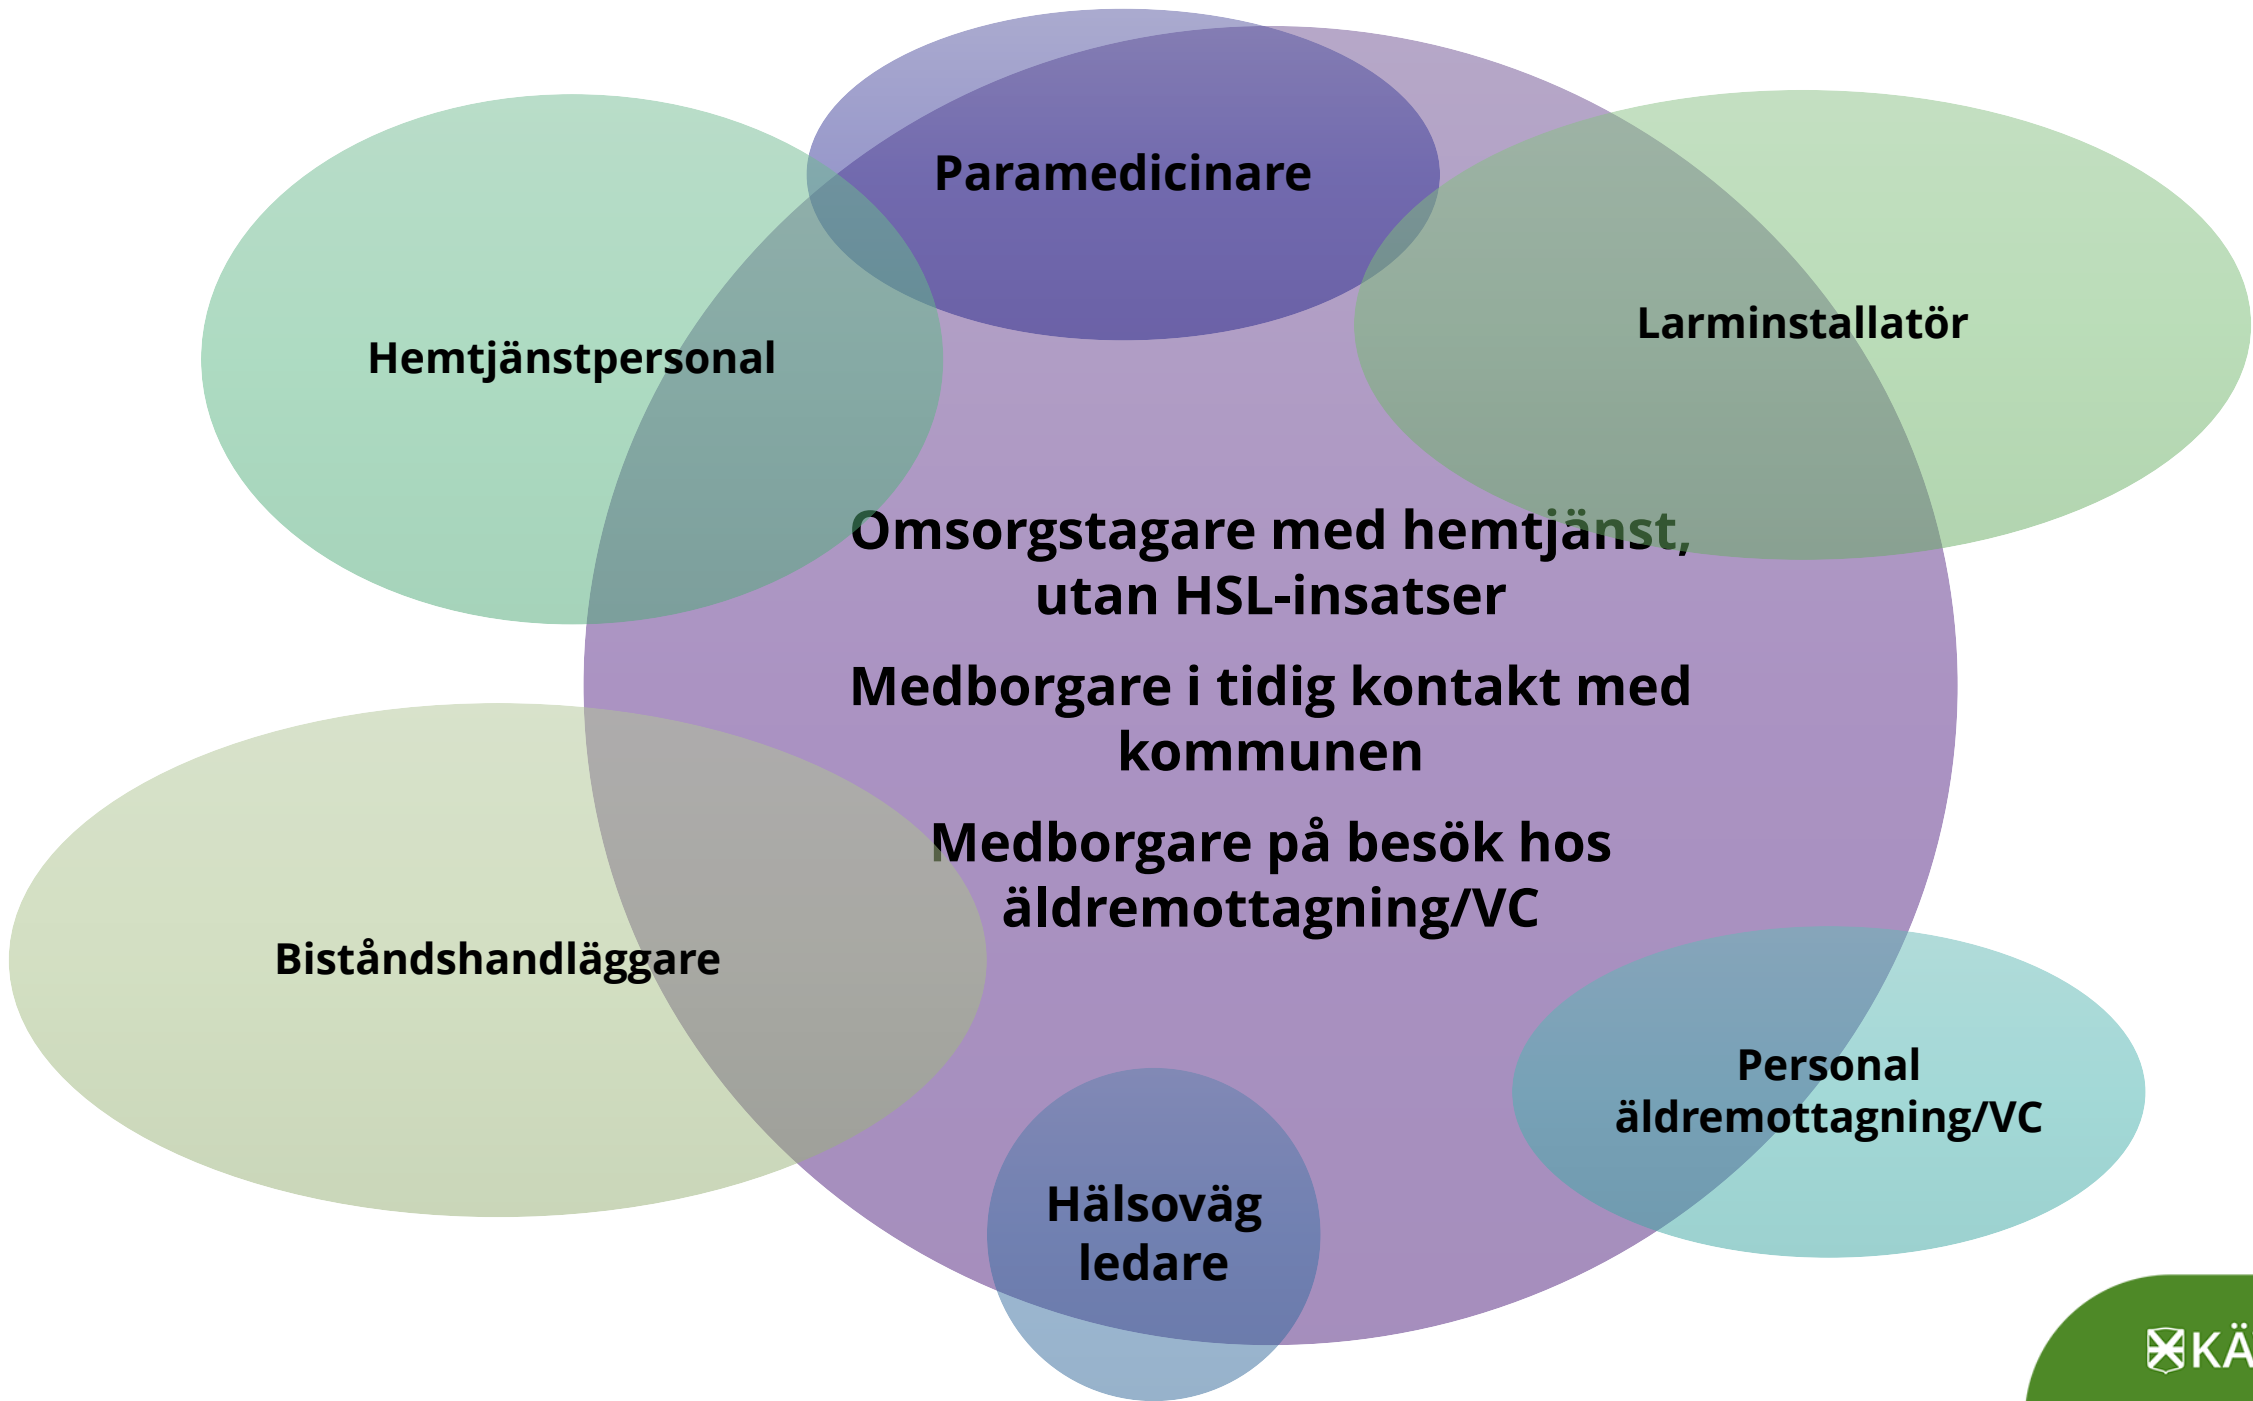 Paramedicinare
Larminstallatör
Hemtjänstpersonal
Omsorgstagare med hemtjänst,
utan HSL-insatser
Medborgare i tidig kontakt med
kommunen
Medborgare på besök hos
äldremottagning/VC
Biståndshandläggare
Personal
äldremottagning/VC
Hälsoväg
ledare
KÄ